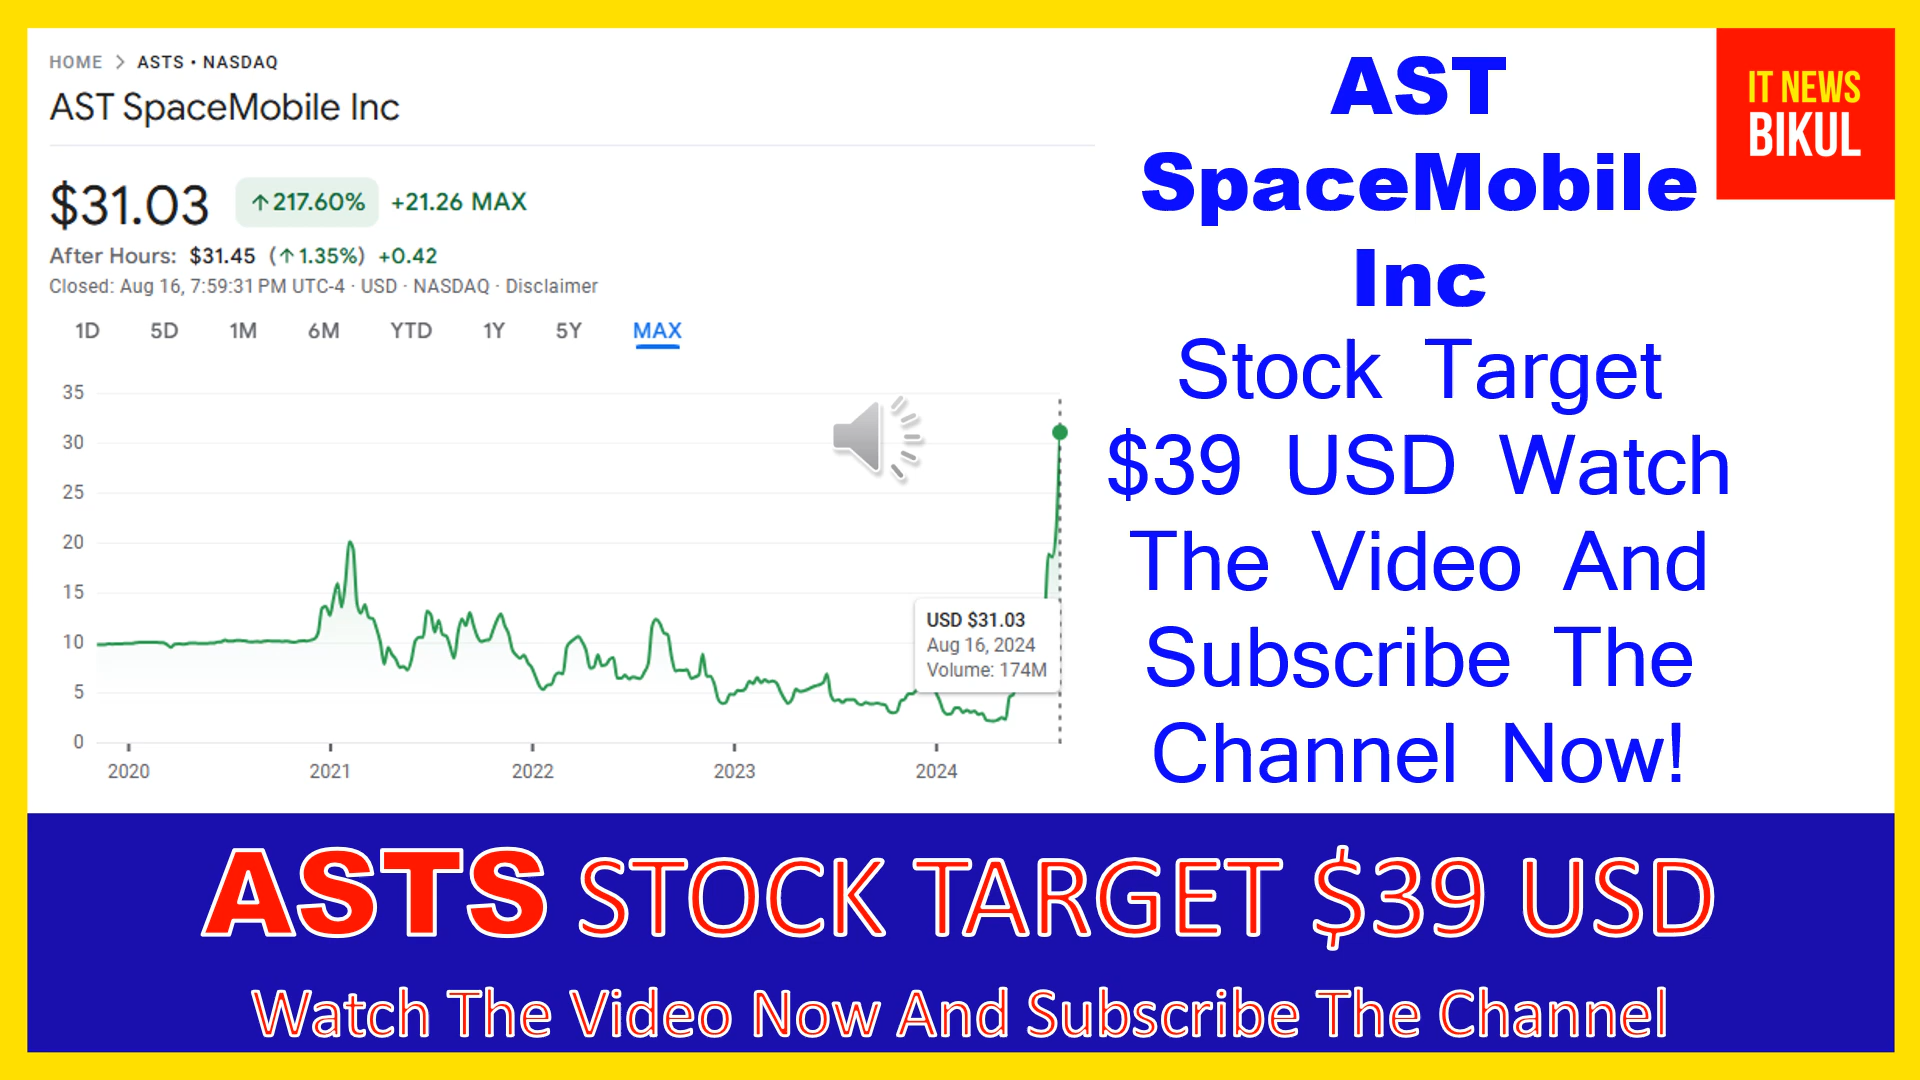 HOME > ASTS • NASDAQ
AST SpaceMobile Inc
$31.03 ↑217.60% +21.26 MAX
After Hours: $31.45 (↑1.35%) +0.42
Closed: Aug 16, 7:59:31 PM UTC-4 · USD · NASDAQ · Disclaimer
1D 5D 1M 6M YTD 1Y 5Y MAX
35
30
25
20
15
10
5
0
USD $31.03
Aug 16, 2024
Volume: 174M
2020 2021 2022 2023 2024
AST
SpaceMobile
Inc
Stock Target
$39 USD Watch
The Video And
Subscribe The
Channel Now!
IT NEWS
BIKUL
ASTS STOCK TARGET $39 USD
Watch The Video Now And Subscribe The Channel